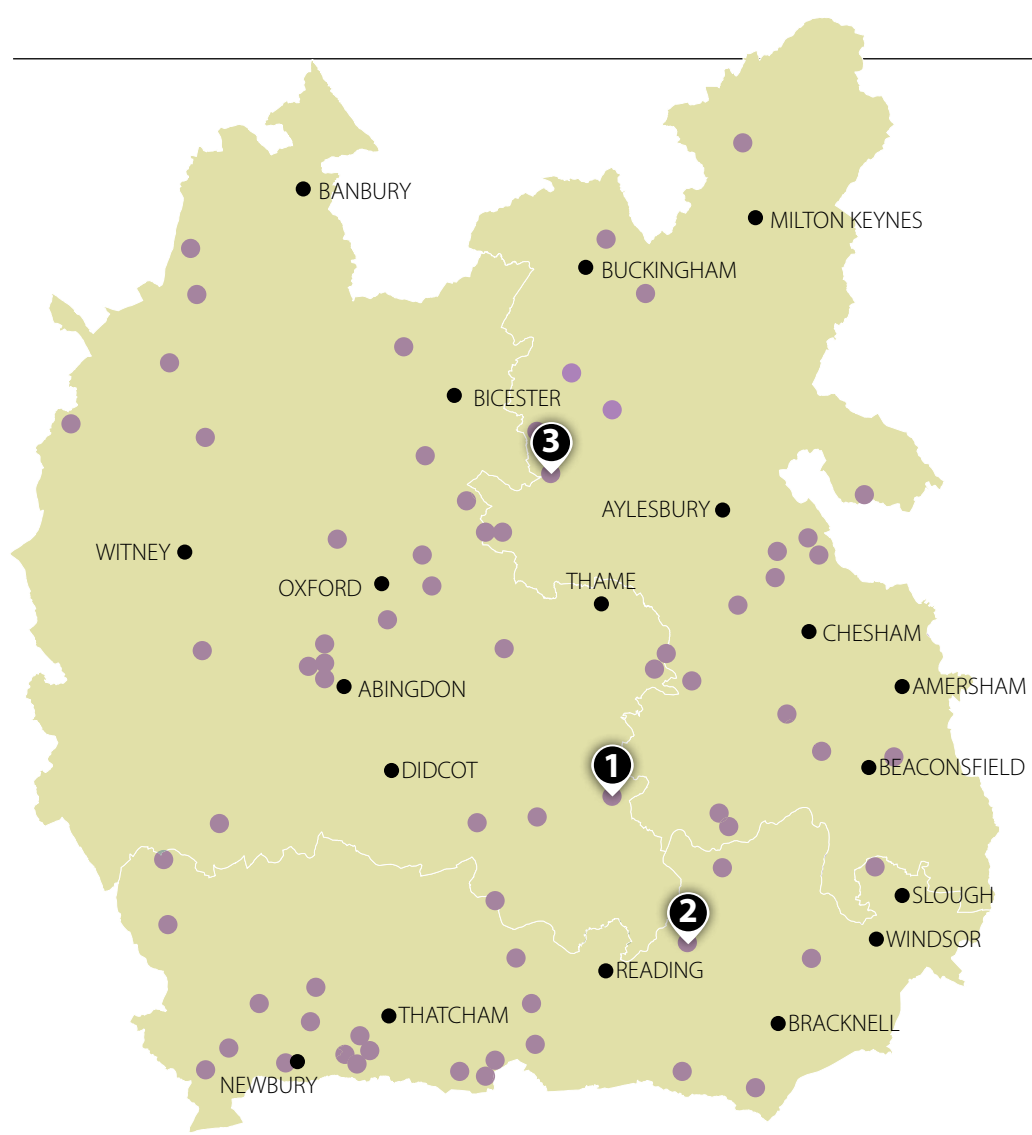 BANBURY
MILTON KEYNES
BUCKINGHAM
BICESTER
3
AYLESBURY
WITNEY
OXFORD
THAME
CHESHAM
ABINGDON
AMERSHAM
1
DIDCOT
BEACONSFIELD
SLOUGH
2
WINDSOR
READING
THATCHAM
BRACKNELL
NEWBURY